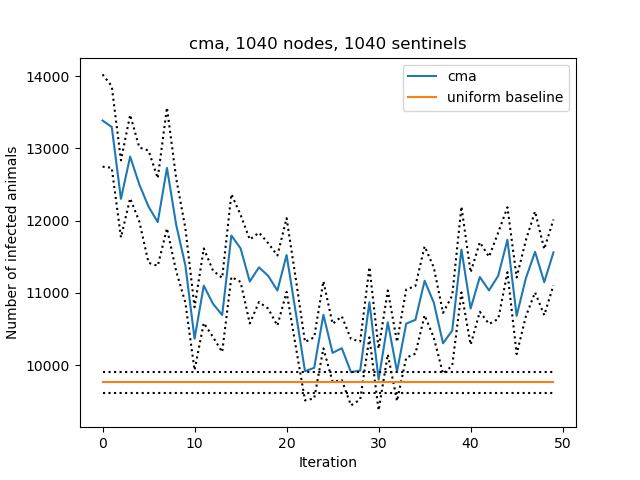 cma, 1040 nodes, 1040 sentinels
cma
uniform baseline
Number of infected animals
14000
13000
12000
11000
10000
0 10 20 30 40 50
Iteration